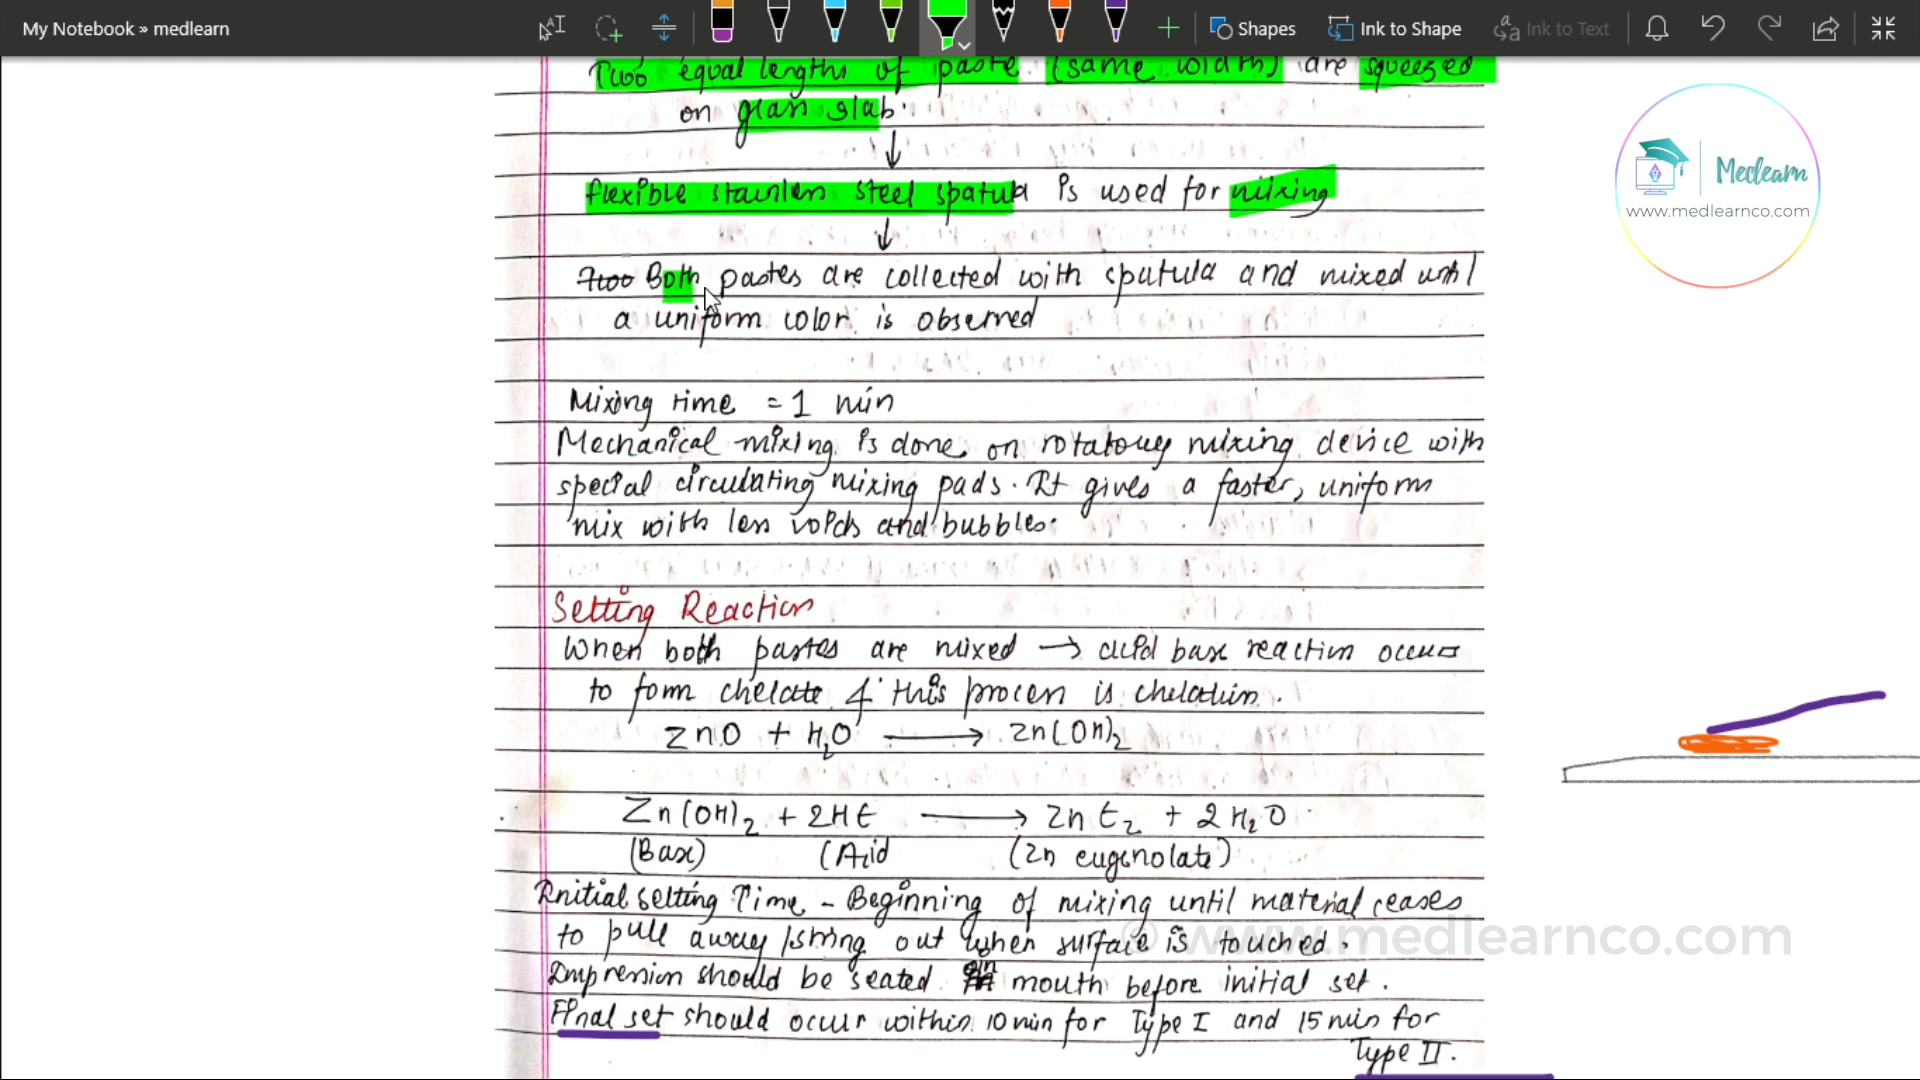 My Notebook » medlearn
Shapes
Ink to Shape
Ink to Text
Two equal lengths of paste (same width) are squeezed
on glass slab.
↓
flexible stainless steel spatula is used for mixing
↓
Two Both pastes are collected with spatula and mixed until
a uniform color is observed
Medlearn
www.medlearnco.com
Mixing time = 1 min
Mechanical mixing is done on rotatory mixing device with
special circulating mixing pads. It gives a faster, uniform
mix with less voids and bubbles.
Setting Reaction
When both pastes are mixed → acid base reaction occurs
to form chelate & this process is chelation.
ZnO + H₂O → Zn(OH)₂
Zn(OH)₂ + 2HE → ZnE₂ + 2H₂O
(Base) (Acid (Zn eugenolate)
Initial setting Time - Beginning of mixing until material ceases
to pull away/string out when surface is touched.
© www.medlearnco.com
Impression should be seated in mouth before initial set.
Final set should occur within 10 min for Type I and 15 min for
Type II.